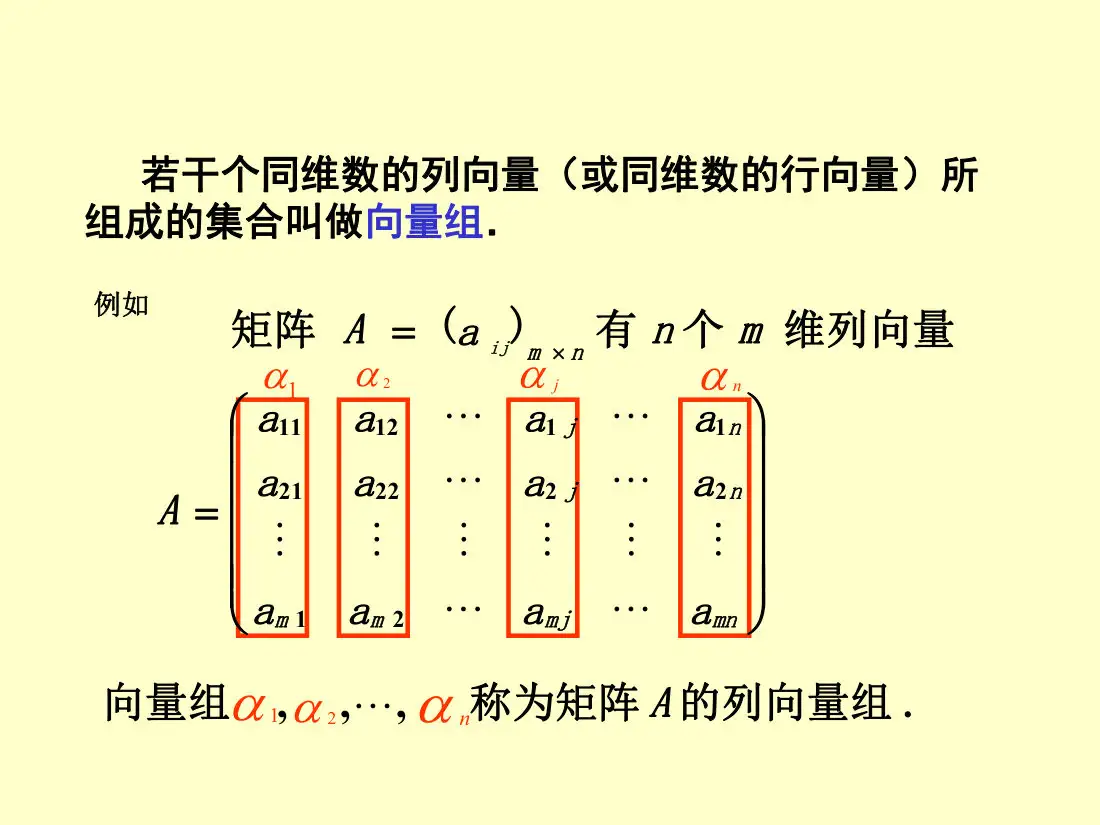 若干个同维数的列向量（或同维数的行向量）所
组成的集合叫做向量组．
例如
矩阵 A = (a ij) m×n 有 n 个 m 维列向量
α1 α2 αj αn
a11 a12 ⋯ a1j ⋯ a1n
a21 a22 ⋯ a2j ⋯ a2n
A =
⋮ ⋮ ⋮ ⋮ ⋮ ⋮
am1 am2 ⋯ amj ⋯ amn
向量组α1,α2,⋯,αn称为矩阵A的列向量组．